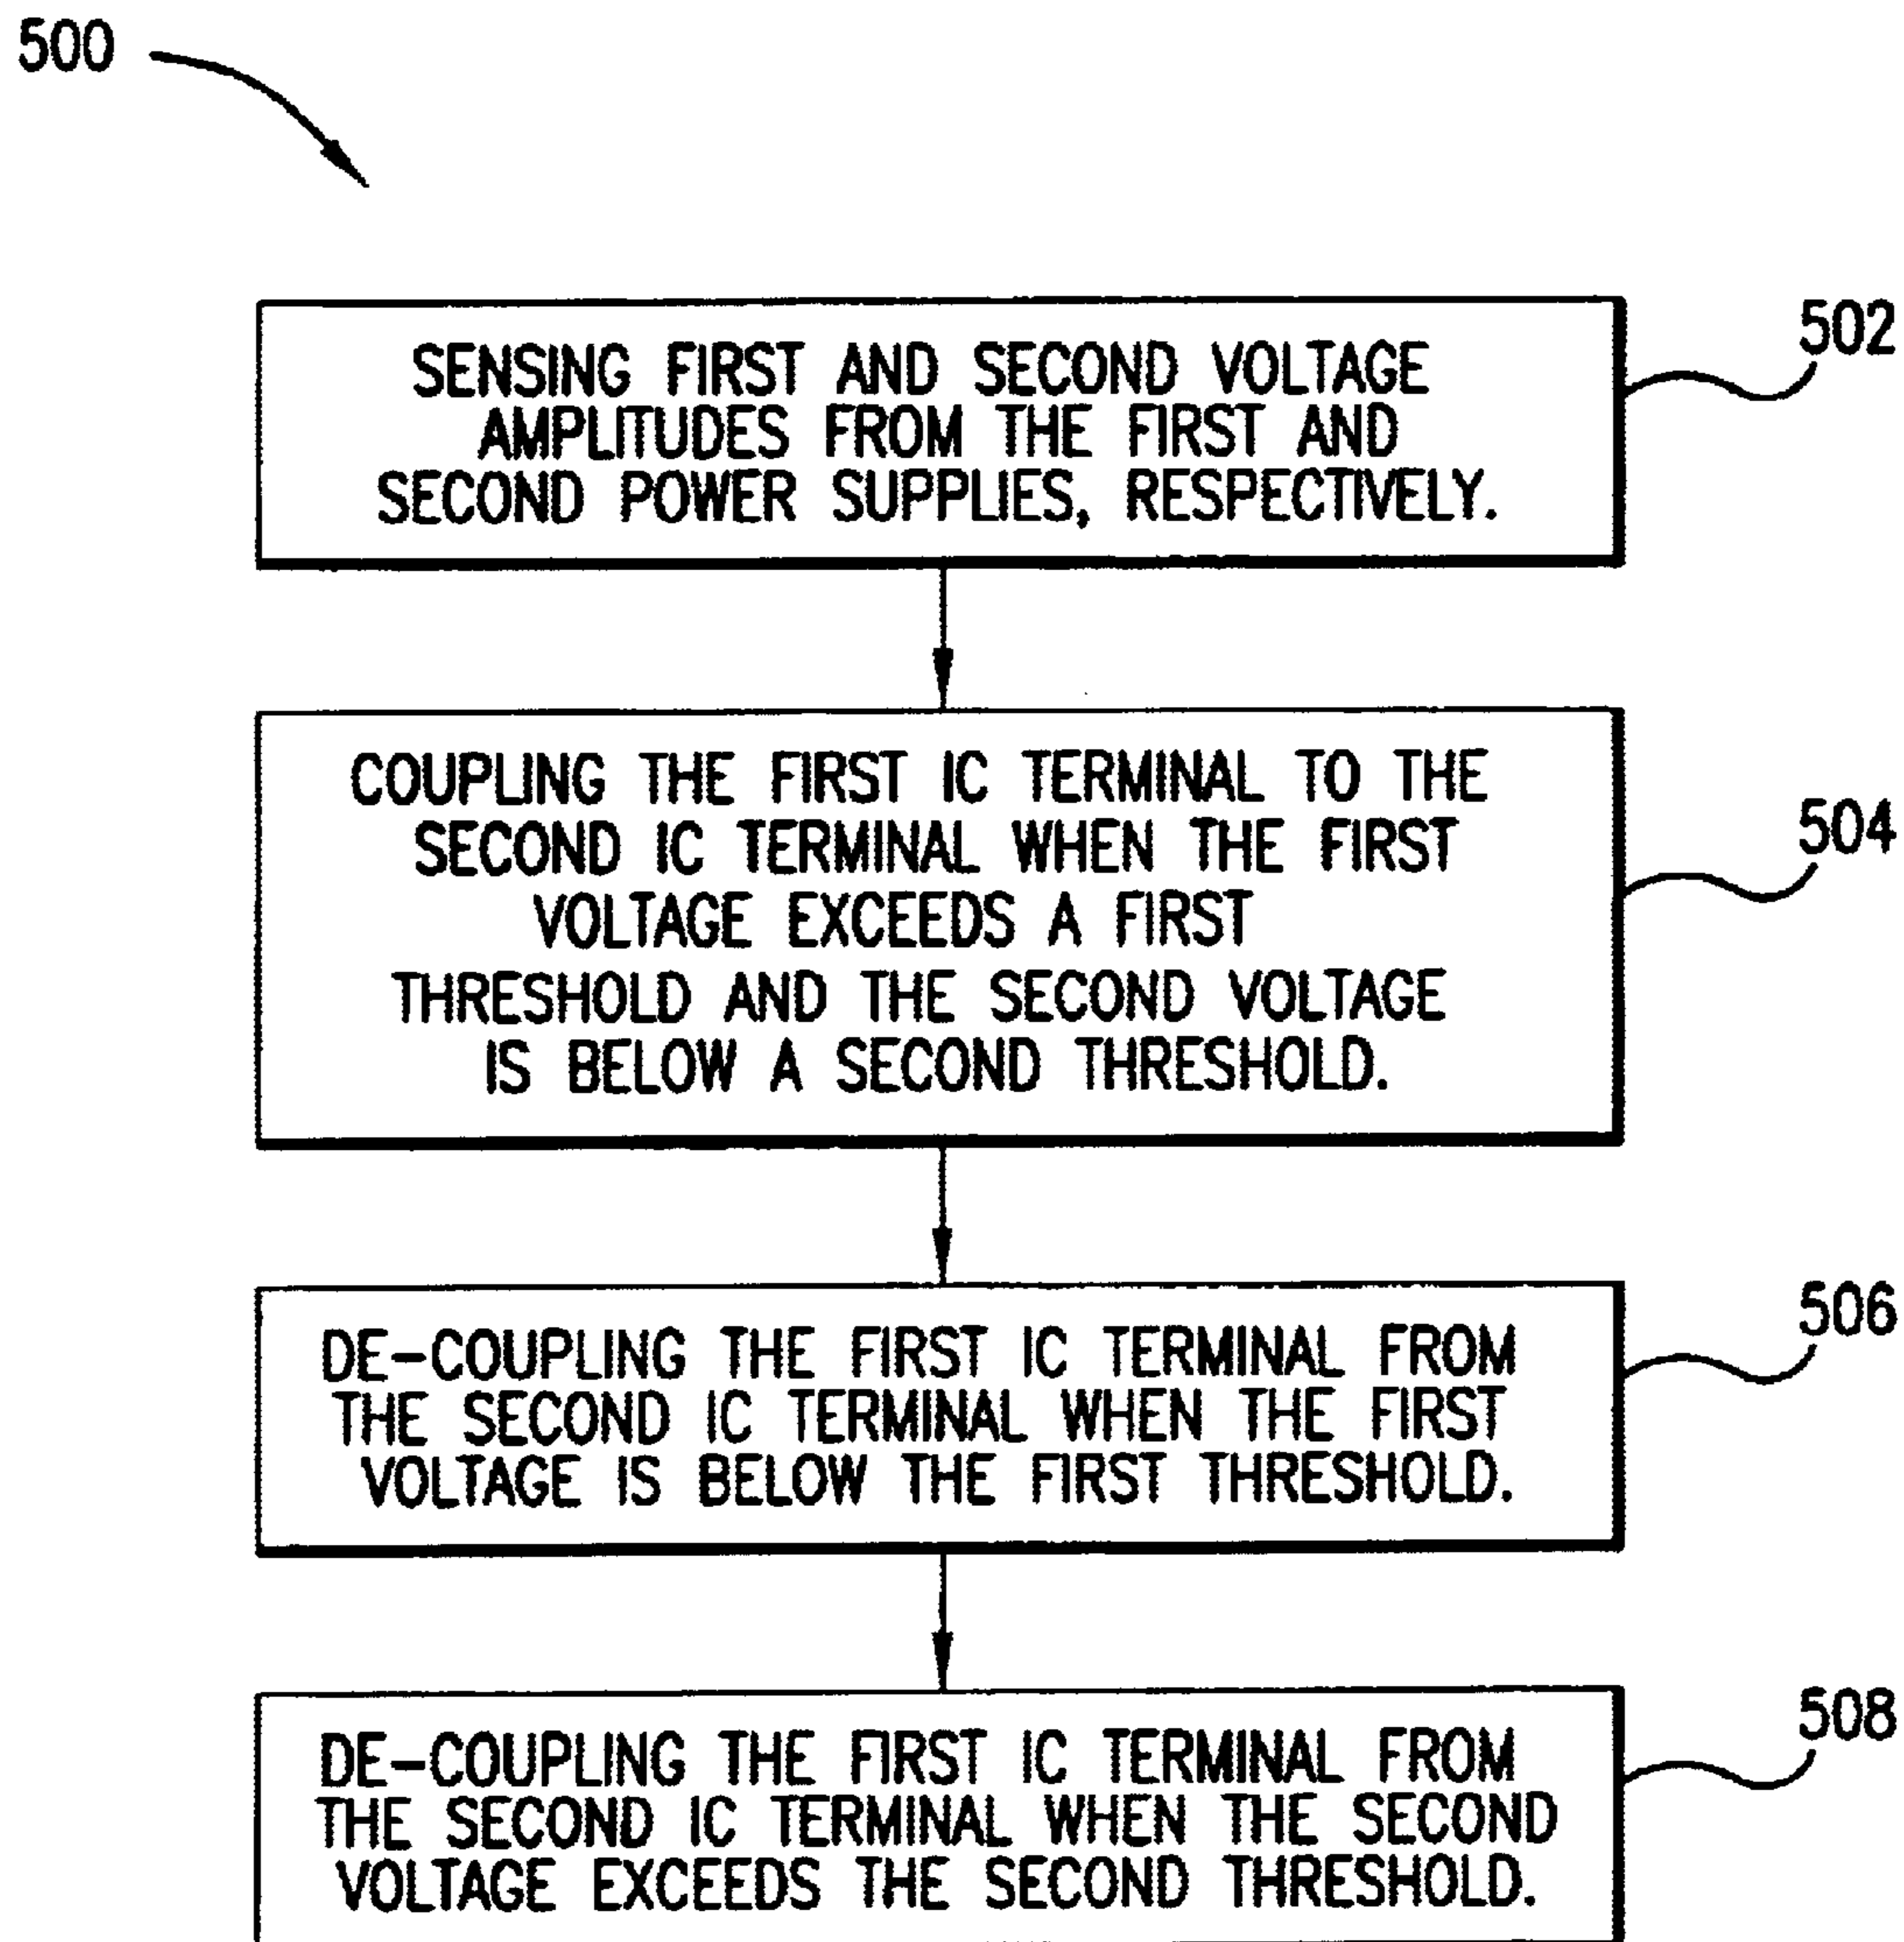 500
SENSING FIRST AND SECOND VOLTAGE
AMPLITUDES FROM THE FIRST AND
SECOND POWER SUPPLIES, RESPECTIVELY.
502
COUPLING THE FIRST IC TERMINAL TO THE
SECOND IC TERMINAL WHEN THE FIRST
VOLTAGE EXCEEDS A FIRST
THRESHOLD AND THE SECOND VOLTAGE
IS BELOW A SECOND THRESHOLD.
504
DE-COUPLING THE FIRST IC TERMINAL FROM
THE SECOND IC TERMINAL WHEN THE FIRST
VOLTAGE IS BELOW THE FIRST THRESHOLD.
506
DE-COUPLING THE FIRST IC TERMINAL FROM
THE SECOND IC TERMINAL WHEN THE SECOND
VOLTAGE EXCEEDS THE SECOND THRESHOLD.
508